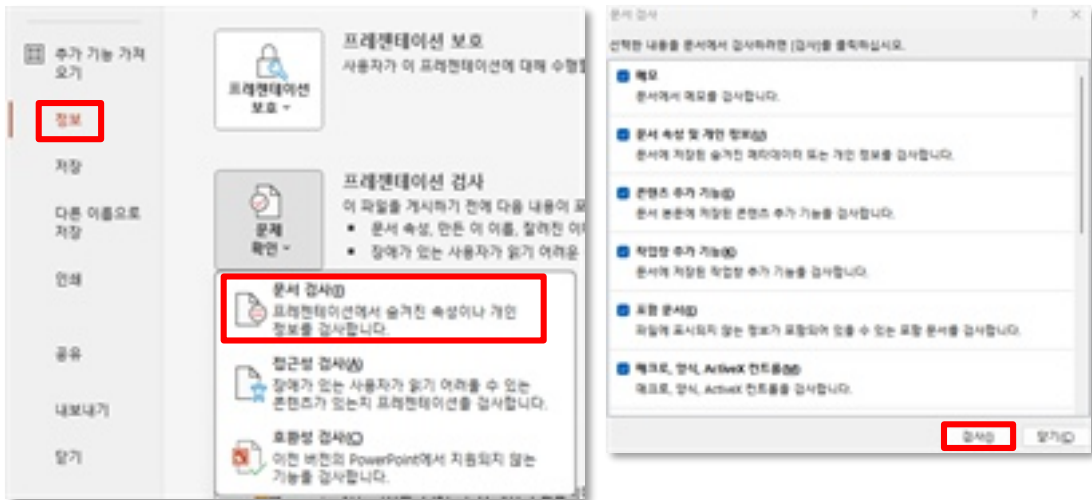 추가 기능 가져
오기
정보
저장
다른 이름으로
저장
인쇄
공유
내보내기
닫기
프레젠테이션
보호
프레젠테이션 보호
사용자가 이 프레젠테이션에 대해 수행할
문제
확인
프레젠테이션 검사
이 파일을 게시하기 전에 다음 내용이 포
■ 문서 속성, 만든 이 이름, 잘려진 이미
■ 장애가 있는 사용자가 읽기 어려운
문서 검사(I)
프레젠테이션에서 숨겨진 속성이나 개인
정보를 검사합니다.
접근성 검사(A)
장애가 있는 사용자가 읽기 어려울 수 있는
콘텐츠가 있는지 프레젠테이션을 검사합니다.
호환성 검사(C)
이전 버전의 PowerPoint에서 지원되지 않는
기능을 검사합니다.
문서 검사
? ×
선택한 내용을 문서에서 검사하려면 [검사]를 클릭하십시오.
메모
문서에서 메모를 검사합니다.
문서 속성 및 개인 정보
문서에 저장된 숨겨진 메타데이터 또는 개인 정보를 검사합니다.
콘텐츠 추가 기능
문서 본문에 저장된 콘텐츠 추가 기능을 검사합니다.
작업창 추가 기능
문서에 저장된 작업창 추가 기능을 검사합니다.
포함 문서
파일에 표시되지 않는 정보가 포함되어 있을 수 있는 포함 문서를 검사합니다.
매크로, 양식, ActiveX 컨트롤
매크로, 양식, ActiveX 컨트롤을 검사합니다.
검사(I)
닫기(C)